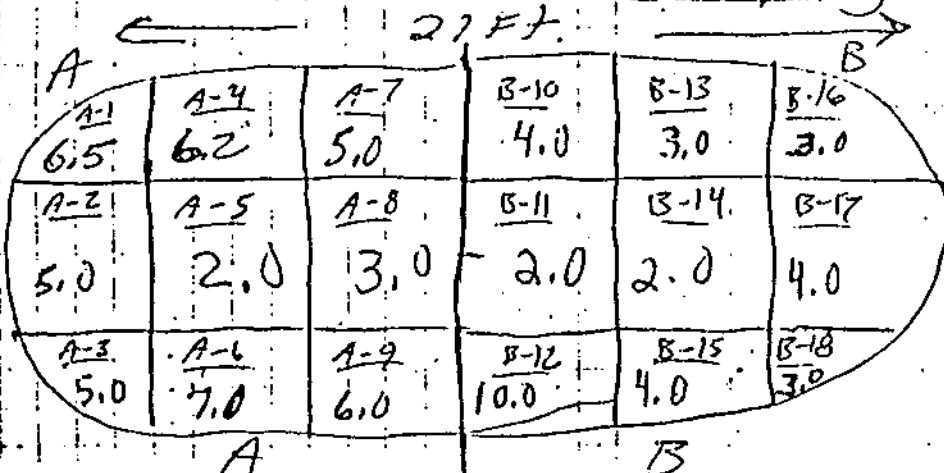 27 Ft.
A B
A-1 A-4 A-7 B-10 B-13 B-16
6.5 6.2 5.0 4.0 3.0 3.0
A-2 A-5 A-8 B-11 B-14 B-17
5.0 2.0 3.0 2.0 2.0 4.0
A-3 A-6 A-9 B-12 B-15 B-18
5.0 7.0 6.0 10.0 4.0 3.0
A B